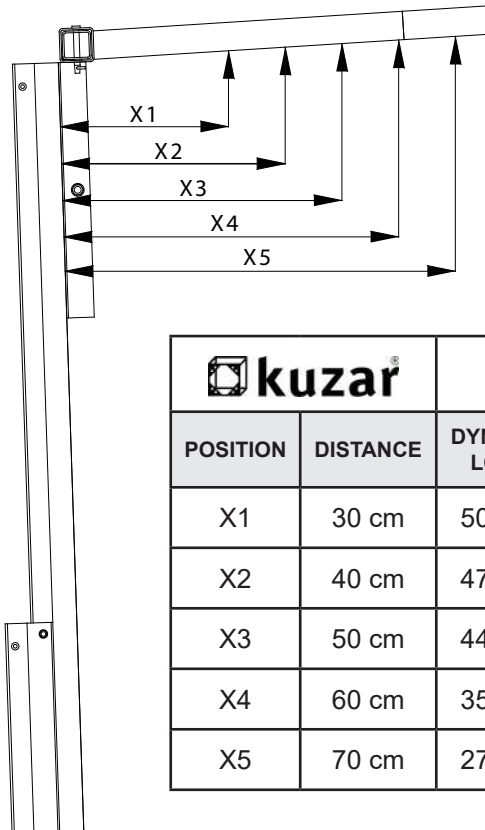 X1
X2
X3
X4
X5
kuzar®
POSITION DISTANCE
X1 30 cm
X2 40 cm
X3 50 cm
X4 60 cm
X5 70 cm